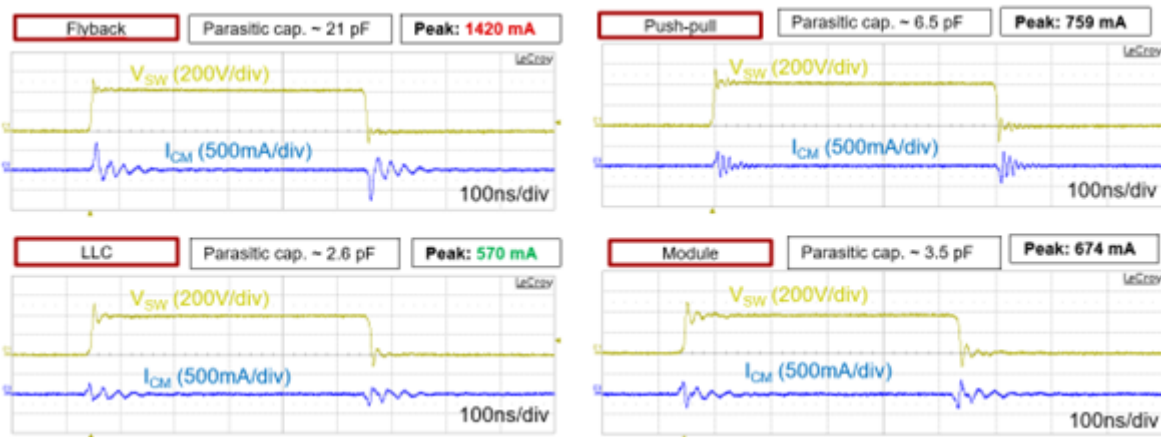 Flyback
Parasitic cap. ~ 21 pF
Peak: 1420 mA
LeCroy
VSW (200V/div)
ICM (500mA/div)
100ns/div
Push-pull
Parasitic cap. ~ 6.5 pF
Peak: 759 mA
LeCroy
VSW (200V/div)
ICM (500mA/div)
100ns/div
LLC
Parasitic cap. ~ 2.6 pF
Peak: 570 mA
LeCroy
VSW (200V/div)
ICM (500mA/div)
100ns/div
Module
Parasitic cap. ~ 3.5 pF
Peak: 674 mA
LeCroy
VSW (200V/div)
ICM (500mA/div)
100ns/div